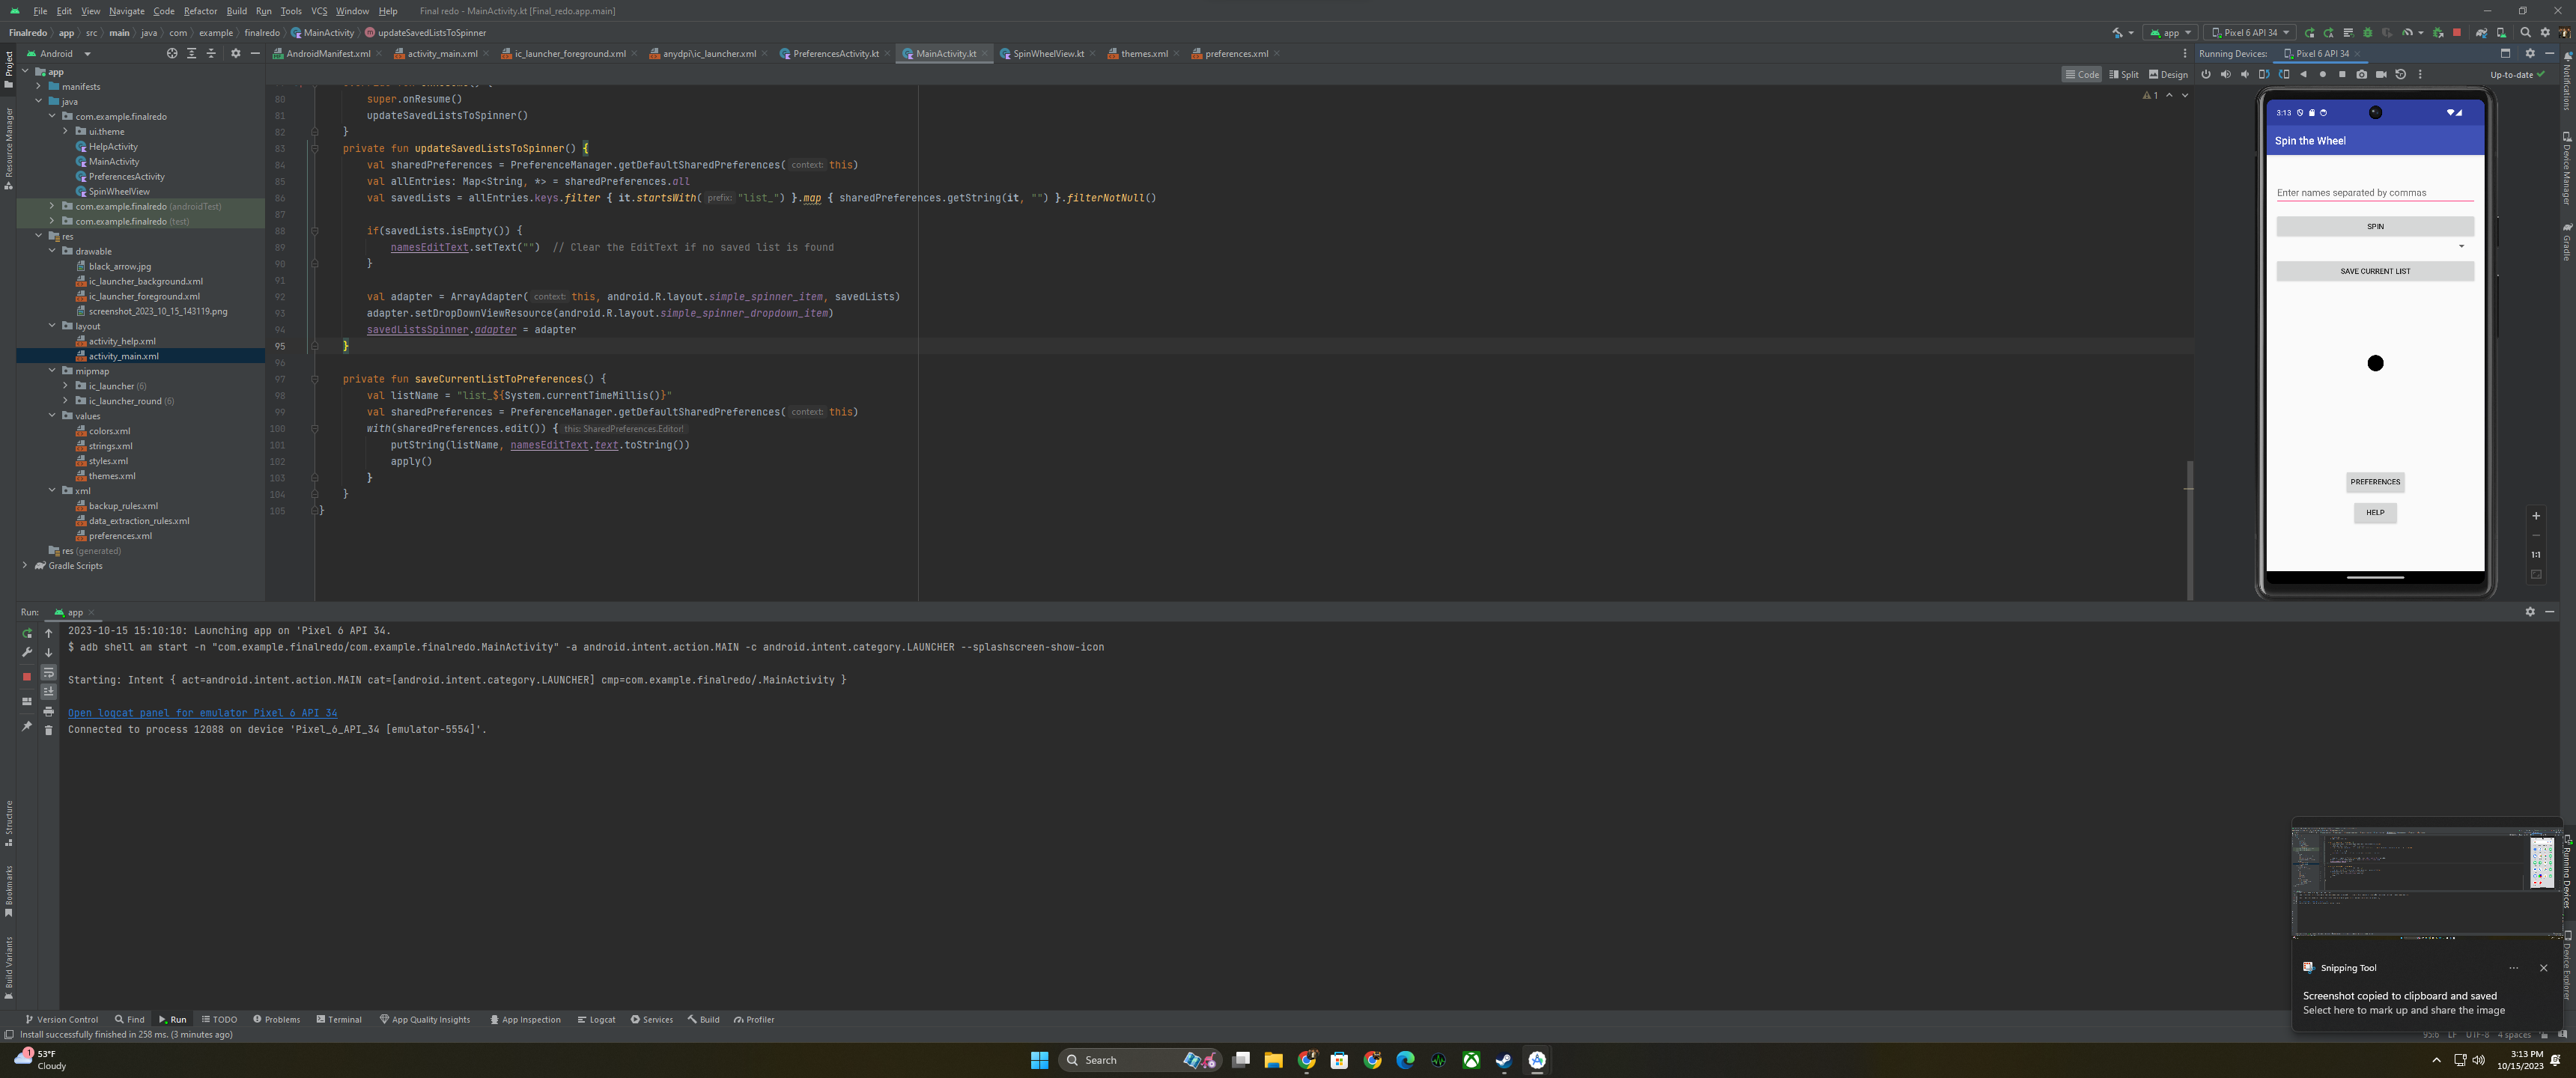 File Edit View Navigate Code Refactor Build Run Tools VCS Window Help Final redo - MainActivity.kt [Final_redo.app.main]
Finalredo app src main java com example finalredo MainActivity updateSavedListsToSpinner
app Pixel 6 API 34
Android
AndroidManifest.xml activity_main.xml ic_launcher_foreground.xml anydpi\ic_launcher.xml PreferencesActivity.kt MainActivity.kt SpinWheelView.kt themes.xml preferences.xml
Running Devices: Pixel 6 API 34
Code Split Design
Up-to-date
Project
Resource Manager
Structure
Bookmarks
Build Variants
app
manifests
java
com.example.finalredo
ui.theme
HelpActivity
MainActivity
PreferencesActivity
SpinWheelView
com.example.finalredo (androidTest)
com.example.finalredo (test)
res
drawable
black_arrow.jpg
ic_launcher_background.xml
ic_launcher_foreground.xml
screenshot_2023_10_15_143119.png
layout
activity_help.xml
activity_main.xml
mipmap
ic_launcher (6)
ic_launcher_round (6)
values
colors.xml
strings.xml
styles.xml
themes.xml
xml
backup_rules.xml
data_extraction_rules.xml
preferences.xml
res (generated)
Gradle Scripts
1
80 super.onResume()
81 updateSavedListsToSpinner()
82 }
83 private fun updateSavedListsToSpinner() {
84 val sharedPreferences = PreferenceManager.getDefaultSharedPreferences( context: this)
85 val allEntries: Map<String, *> = sharedPreferences.all
86 val savedLists = allEntries.keys.filter { it.startsWith( prefix: "list_") }.map { sharedPreferences.getString(it, "") }.filterNotNull()
87
88 if(savedLists.isEmpty()) {
89 namesEditText.setText("") // Clear the EditText if no saved list is found
90 }
91
92 val adapter = ArrayAdapter( context: this, android.R.layout.simple_spinner_item, savedLists)
93 adapter.setDropDownViewResource(android.R.layout.simple_spinner_dropdown_item)
94 savedListsSpinner.adapter = adapter
95 }
96
97 private fun saveCurrentListToPreferences() {
98 val listName = "list_${System.currentTimeMillis()}"
99 val sharedPreferences = PreferenceManager.getDefaultSharedPreferences( context: this)
100 with(sharedPreferences.edit()) { this: SharedPreferences.Editor!
101 putString(listName, namesEditText.text.toString())
102 apply()
103 }
104 }
105 }
3:13
Spin the Wheel
Enter names separated by commas
SPIN
SAVE CURRENT LIST
PREFERENCES
HELP
1:1
Notifications
Device Manager
Gradle
Running Devices
Device Explorer
Run: app
2023-10-15 15:10:10: Launching app on 'Pixel 6 API 34.
$ adb shell am start -n "com.example.finalredo/com.example.finalredo.MainActivity" -a android.intent.action.MAIN -c android.intent.category.LAUNCHER --splashscreen-show-icon
Starting: Intent { act=android.intent.action.MAIN cat=[android.intent.category.LAUNCHER] cmp=com.example.finalredo/.MainActivity }
Open logcat panel for emulator Pixel 6 API 34
Connected to process 12088 on device 'Pixel_6_API_34 [emulator-5554]'.
Snipping Tool
Screenshot copied to clipboard and saved
Select here to mark up and share the image
Version Control Find Run TODO Problems Terminal App Quality Insights App Inspection Logcat Services Build Profiler
Install successfully finished in 258 ms. (3 minutes ago)
95:6 LF UTF-8 4 spaces
1
53°F
Cloudy
Search
3:13 PM
10/15/2023